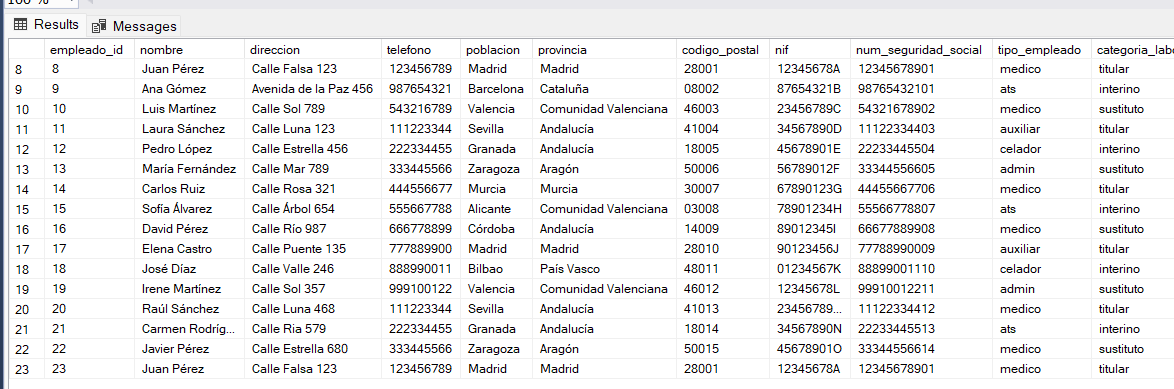 100 %
Results Messages
empleado_id nombre direccion telefono poblacion provincia codigo_postal nif num_seguridad_social tipo_empleado categoria_labo
8 8 Juan Pérez Calle Falsa 123 123456789 Madrid Madrid 28001 12345678A 12345678901 medico titular
9 9 Ana Gómez Avenida de la Paz 456 987654321 Barcelona Cataluña 08002 87654321B 98765432101 ats interino
10 10 Luis Martínez Calle Sol 789 543216789 Valencia Comunidad Valenciana 46003 23456789C 54321678902 medico sustituto
11 11 Laura Sánchez Calle Luna 123 111223344 Sevilla Andalucía 41004 34567890D 11122334403 auxiliar titular
12 12 Pedro López Calle Estrella 456 222334455 Granada Andalucía 18005 45678901E 22233445504 celador interino
13 13 María Fernández Calle Mar 789 333445566 Zaragoza Aragón 50006 56789012F 33344556605 admin sustituto
14 14 Carlos Ruiz Calle Rosa 321 444556677 Murcia Murcia 30007 67890123G 44455667706 medico titular
15 15 Sofía Álvarez Calle Árbol 654 555667788 Alicante Comunidad Valenciana 03008 78901234H 55566778807 ats interino
16 16 David Pérez Calle Río 987 666778899 Córdoba Andalucía 14009 89012345I 66677889908 medico sustituto
17 17 Elena Castro Calle Puente 135 777889900 Madrid Madrid 28010 90123456J 77788990009 auxiliar titular
18 18 José Díaz Calle Valle 246 888990011 Bilbao País Vasco 48011 01234567K 88899001110 celador interino
19 19 Irene Martínez Calle Sol 357 999100122 Valencia Comunidad Valenciana 46012 12345678L 99910012211 admin sustituto
20 20 Raúl Sánchez Calle Luna 468 111223344 Sevilla Andalucía 41013 23456789... 11122334412 medico titular
21 21 Carmen Rodríg... Calle Ria 579 222334455 Granada Andalucía 18014 34567890N 22233445513 ats interino
22 22 Javier Pérez Calle Estrella 680 333445566 Zaragoza Aragón 50015 45678901O 33344556614 medico sustituto
23 23 Juan Pérez Calle Falsa 123 123456789 Madrid Madrid 28001 12345678A 12345678901 medico titular